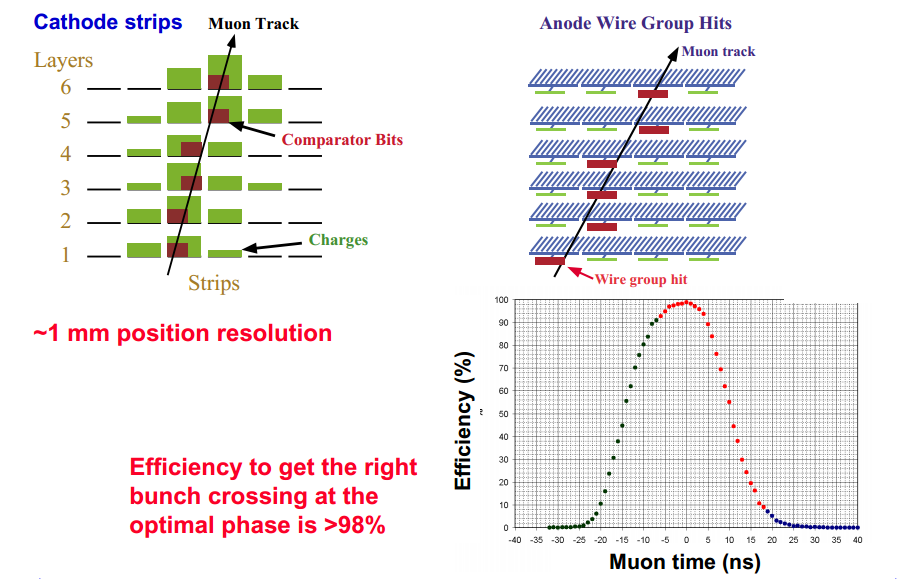 Cathode strips
Muon Track
Layers
6
5
4
3
2
1
Comparator Bits
Charges
Strips
Anode Wire Group Hits
Muon track
Wire group hit
~1 mm position resolution
Efficiency to get the right
bunch crossing at the
optimal phase is >98%
Efficiency (%)
%
100
90
80
70
60
50
40
30
20
10
0
-40 -35 -30 -25 -20 -15 -10 -5 0 5 10 15 20 25 30 35 40
Muon time (ns)